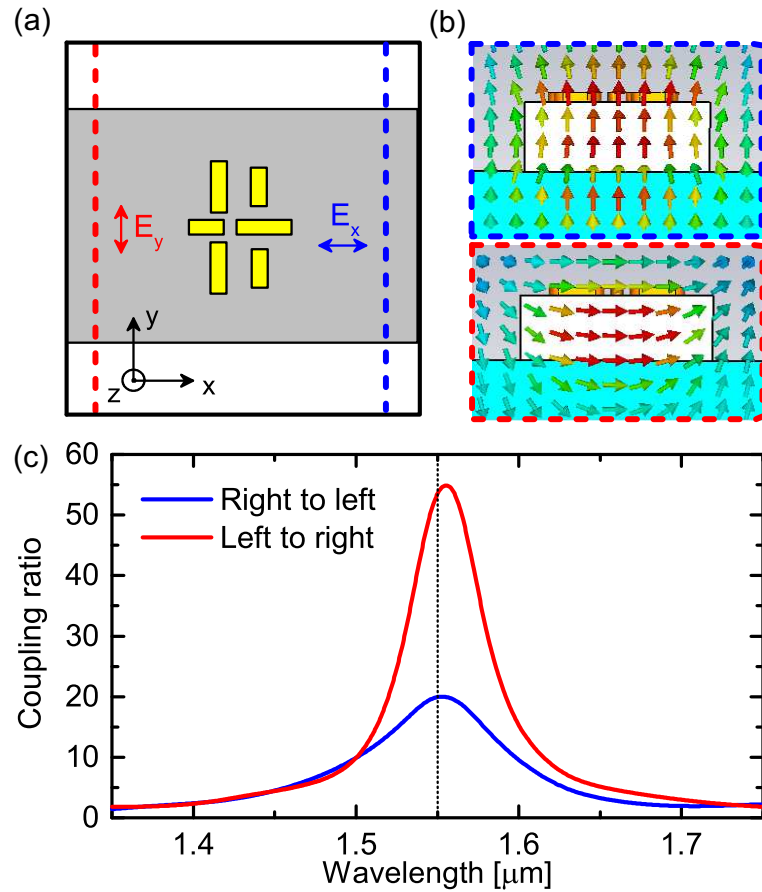 (a)
(b)
E_y
E_x
y
z
x
(c)
60
50
40
30
20
10
0
Coupling ratio
Right to left
Left to right
1.4
1.5
1.6
1.7
Wavelength [μm]